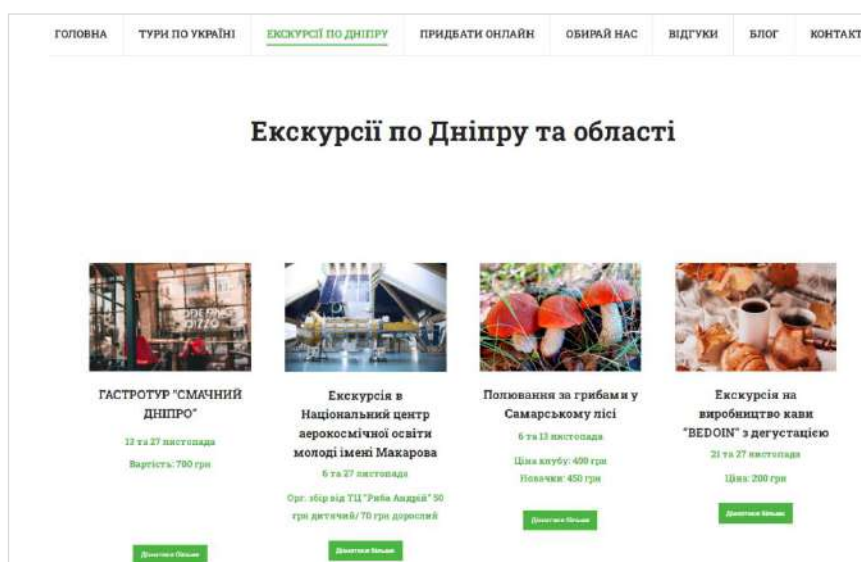 ГОЛОВНА ТУРИ ПО УКРАЇНІ ЕКСКУРСІЇ ПО ДНІПРУ ПРИДБАТИ ОНЛАЙН ОБИРАЙ НАС ВІДГУКИ БЛОГ КОНТАКТ
Екскурсії по Дніпру та області
ГАСТРОТУР "СМАЧНИЙ
ДНІПРО"
13 та 27 листопада
Вартість: 700 грн
Дізнатися більше
Екскурсія в
Національний центр
аерокосмічної освіти
молоді імені Макарова
6 та 27 листопада
Орг. збір від ТЦ "Риба Андрій" 50
грн дитячий/ 70 грн дорослий
Дізнатися більше
Полювання за грибами у
Самарському лісі
6 та 13 листопада
Ціна клубу: 400 грн
Новачки: 450 грн
Дізнатися більше
Екскурсія на
виробництво кави
"BEDOIN" з дегустацією
21 та 27 листопада
Ціна: 200 грн
Дізнатися більше